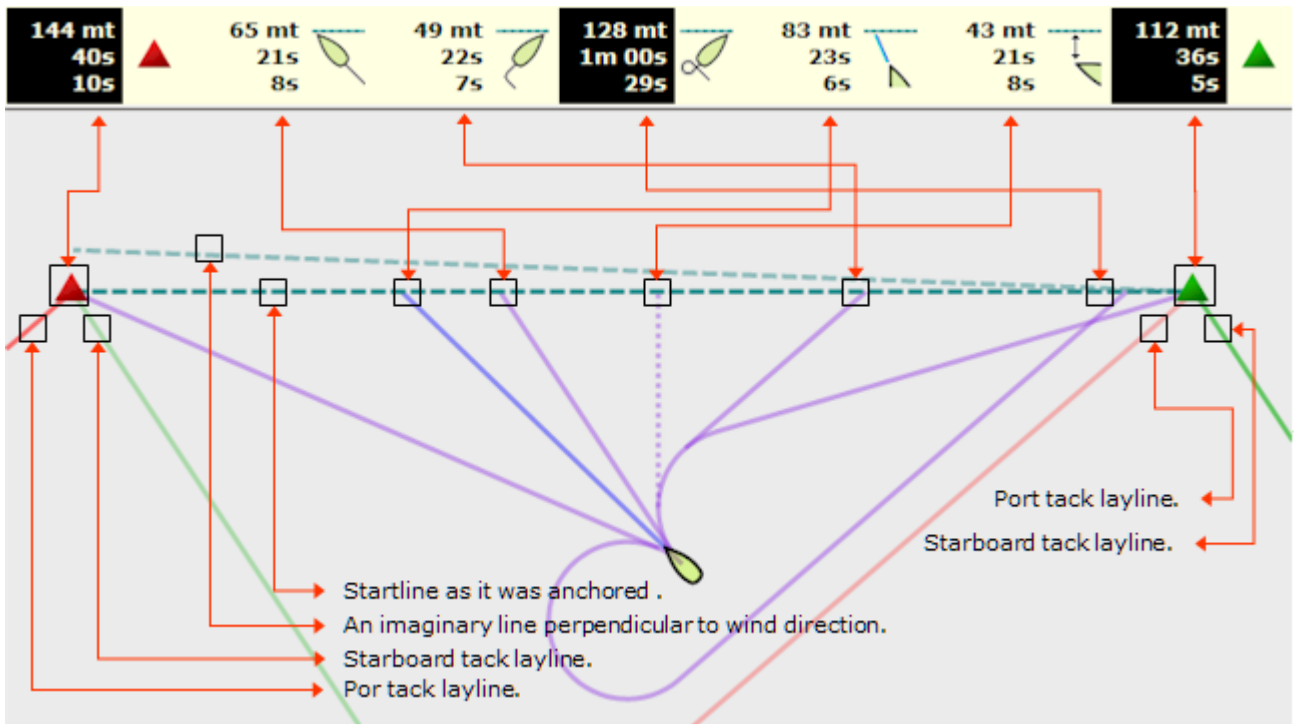 144 mt
40s
10s
65 mt
21s
8s
49 mt
22s
7s
128 mt
1m 00s
29s
83 mt
23s
6s
43 mt
21s
8s
112 mt
36s
5s
Port tack layline.
Starboard tack layline.
Startline as it was anchored .
An imaginary line perpendicular to wind direction.
Starboard tack layline.
Por tack layline.